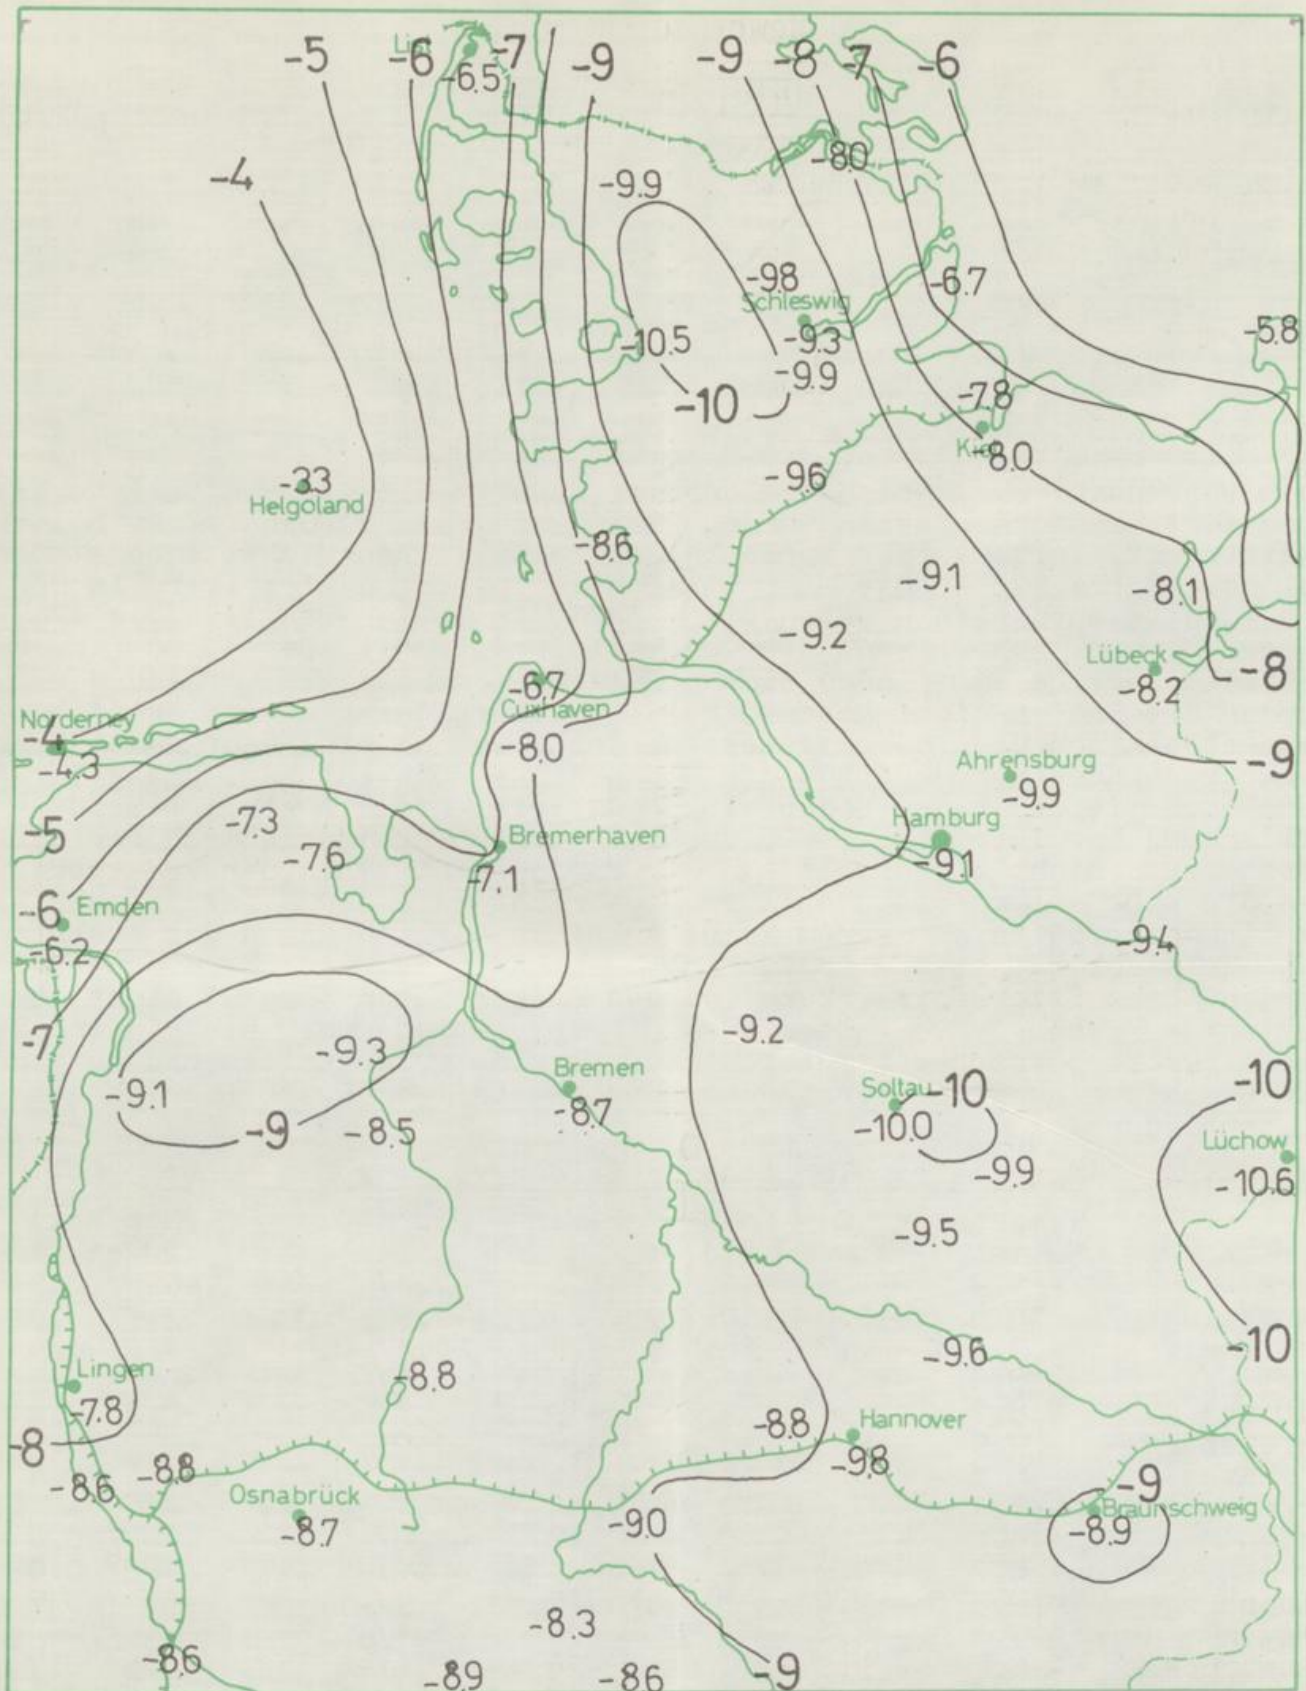 -5 -6 List -7 -9 -9 -8 -7 -6
-6.5
-8.0
-4 -9.9
-9.8 -6.7
Schleswig
-10.5 -9.3 -5.8
-9.9
-10 -7.8
Kiel -8.0
-3.3 -9.6
Helgoland
-8.6
-9.1 -8.1
-9.2
Lübeck -8
-6.7 -8.2
Cuxhaven
Norderney
-4 -8.0
-4.3 Ahrensburg -9
-9.9
-5 -7.3 Bremerhaven Hamburg
-7.6 -7.1 -9.1
-6 Emden
-6.2 -9.4
-7 -9.3 -9.2
Bremen
-9.1 Soltau -10 -10
-8.7
-9 -8.5 -10.0 Lüchow
-9.9 -10.6
-9.5
-9.6 -10
Lingen -8.8
-7.8 -8.8 Hannover
-8 -9.8
-8.6 -8.8 -9
Osnabrück Braunschweig
-8.7 -9.0 -8.9
-8.3
-8.6 -8.9 -8.6 -9